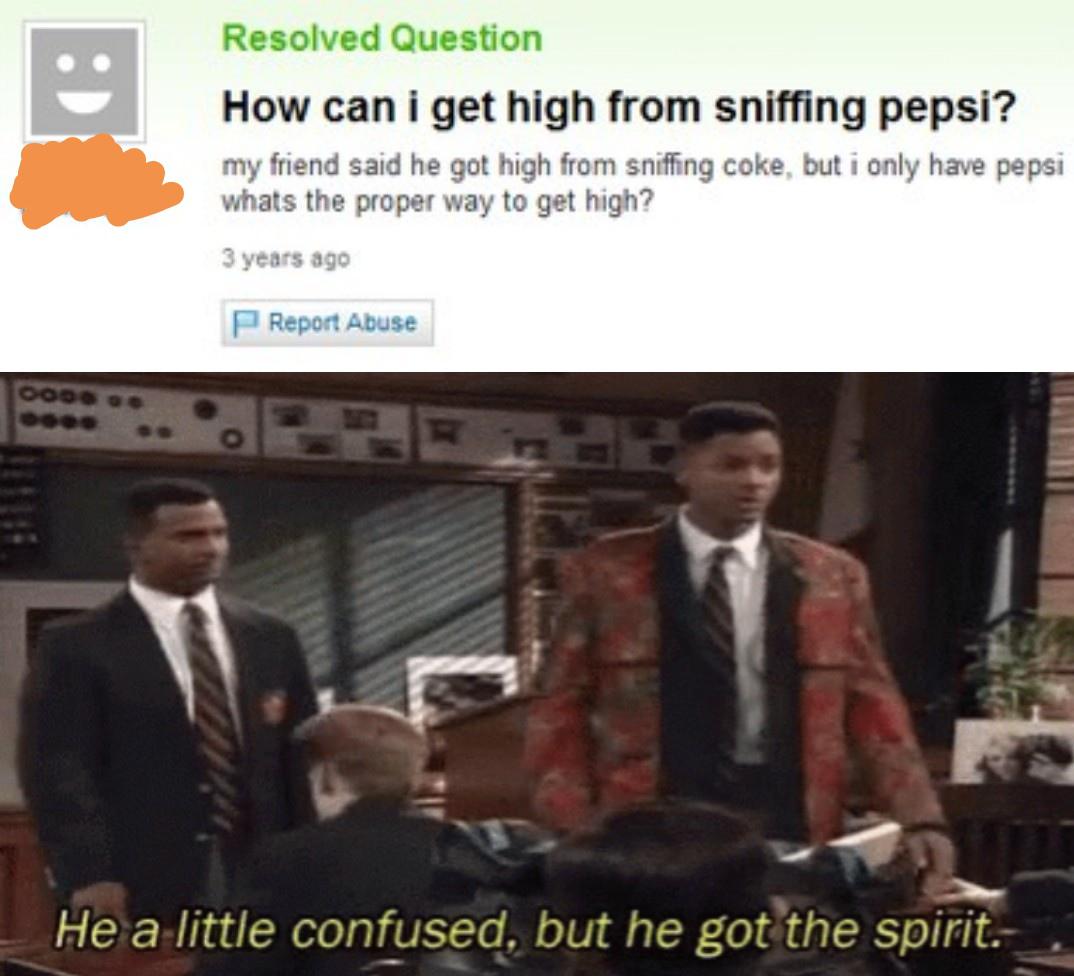 Resolved Question
How can i get high from sniffing pepsi?
my friend said he got high from sniffing coke, but i only have pepsi
whats the proper way to get high?
3 years ago
Report Abuse
He a little confused, but he got the spirit.